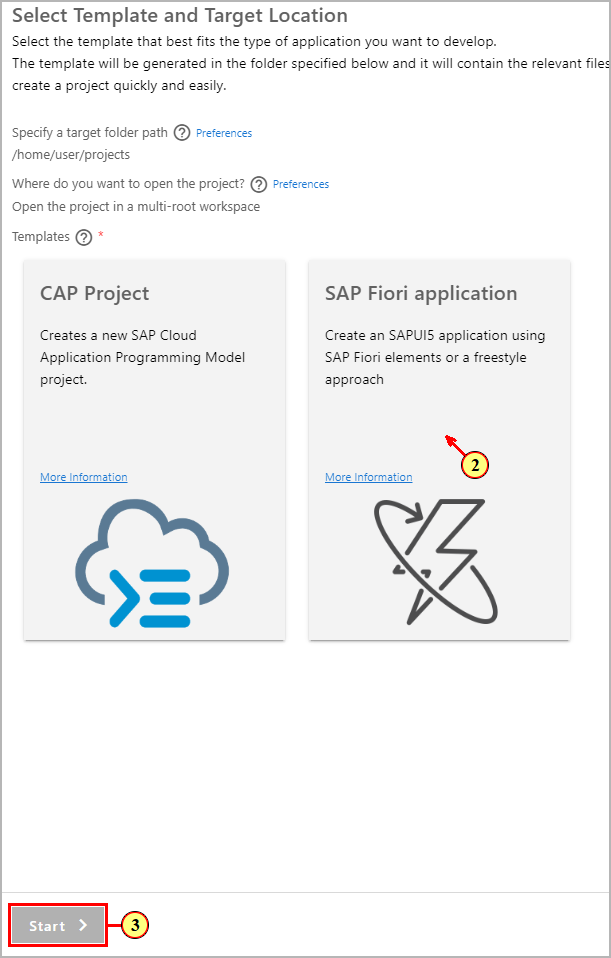 Select Template and Target Location
Select the template that best fits the type of application you want to develop.
The template will be generated in the folder specified below and it will contain the relevant files
create a project quickly and easily.
Specify a target folder path ? Preferences
/home/user/projects
Where do you want to open the project? ? Preferences
Open the project in a multi-root workspace
Templates ? *
CAP Project
Creates a new SAP Cloud
Application Programming Model
project.
More Information
SAP Fiori application
Create an SAPUI5 application using
SAP Fiori elements or a freestyle
approach
2
More Information
Start
3